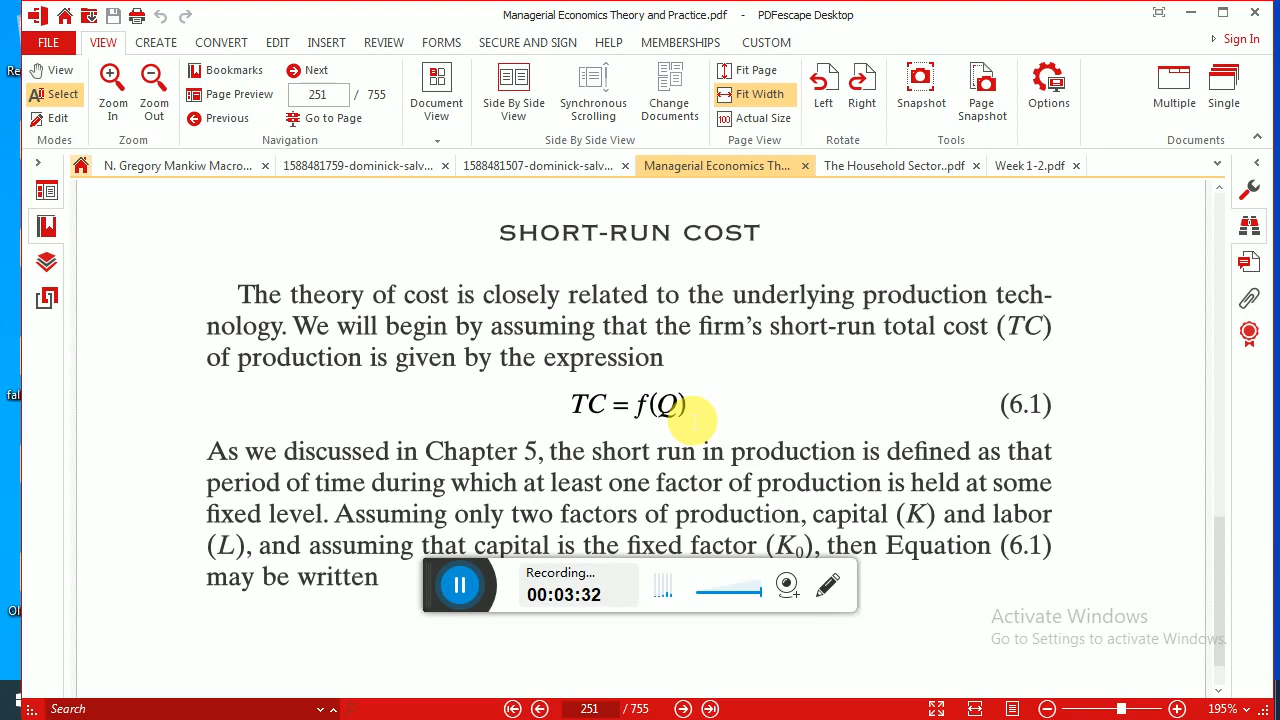 Managerial Economics Theory and Practice.pdf - PDFescape Desktop
FILE VIEW CREATE CONVERT EDIT INSERT REVIEW FORMS SECURE AND SIGN HELP MEMBERSHIPS CUSTOM Sign In
View
Select
Edit
Modes
Zoom In
Zoom Out
Zoom
Bookmarks Next
Page Preview 251 755
Previous Go to Page
Navigation
Document View
Side By Side View
Synchronous Scrolling
Change Documents
Side By Side View
Fit Page
Fit Width
100 Actual Size
Page View
Left Right
Rotate
Snapshot
Page Snapshot
Tools
Options
Multiple Single
Documents
N. Gregory Mankiw Macro... 1588481759-dominick-salv... 1588481507-dominick-salv... Managerial Economics Th... The Household Sector..pdf Week 1-2.pdf
SHORT-RUN COST
The theory of cost is closely related to the underlying production tech-
nology. We will begin by assuming that the firm's short-run total cost (TC)
of production is given by the expression
TC = f(Q) (6.1)
As we discussed in Chapter 5, the short run in production is defined as that
period of time during which at least one factor of production is held at some
fixed level. Assuming only two factors of production, capital (K) and labor
(L), and assuming that capital is the fixed factor (K₀), then Equation (6.1)
may be written
Recording...
00:03:32
Activate Windows
Go to Settings to activate Windows.
Search 251 / 755 195%